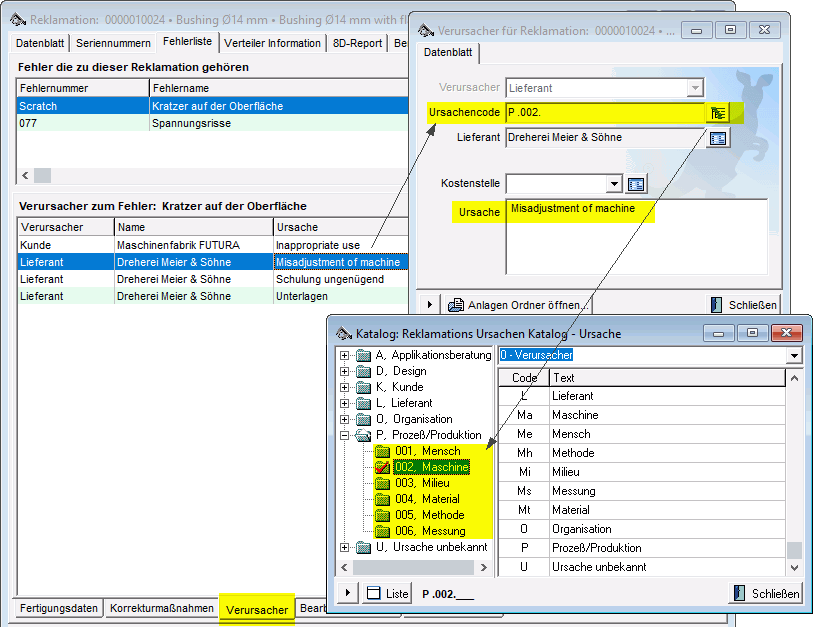 Reklamation: 0000010024 • Bushing Ø14 mm • Bushing Ø14 mm with fl
Datenblatt Seriennummern Fehlerliste Verteiler Information 8D-Report Be
Fehler die zu dieser Reklamation gehören
Fehlernummer Fehlername
Scratch Kratzer auf der Oberfläche
077 Spannungsrisse
Verursacher zum Fehler: Kratzer auf der Oberfläche
Verursacher Name Ursache
Kunde Maschinenfabrik FUTURA Inappropriate use
Lieferant Dreherei Meier & Söhne Misadjustment of machine
Lieferant Dreherei Meier & Söhne Schulung ungenügend
Lieferant Dreherei Meier & Söhne Unterlagen
Fertigungsdaten Korrekturmaßnahmen Verursacher Bearb
Verursacher für Reklamation: 0000010024 • ...
Datenblatt
Verursacher Lieferant
Ursachencode P .002.
Lieferant Dreherei Meier & Söhne
Kostenstelle
Ursache Misadjustment of machine
Anlagen Ordner öffnen... Schließen
Katalog: Reklamations Ursachen Katalog - Ursache
A, Applikationsberatung
D, Design
K, Kunde
L, Lieferant
O, Organisation
P, Prozeß/Produktion
001, Mensch
002, Maschine
003, Milieu
004, Material
005, Methode
006, Messung
U, Ursache unbekannt
0 - Verursacher
Code Text
L Lieferant
Ma Maschine
Me Mensch
Mh Methode
Mi Milieu
Ms Messung
Mt Material
O Organisation
P Prozeß/Produktion
U Ursache unbekannt
Liste P .002.___ Schließen